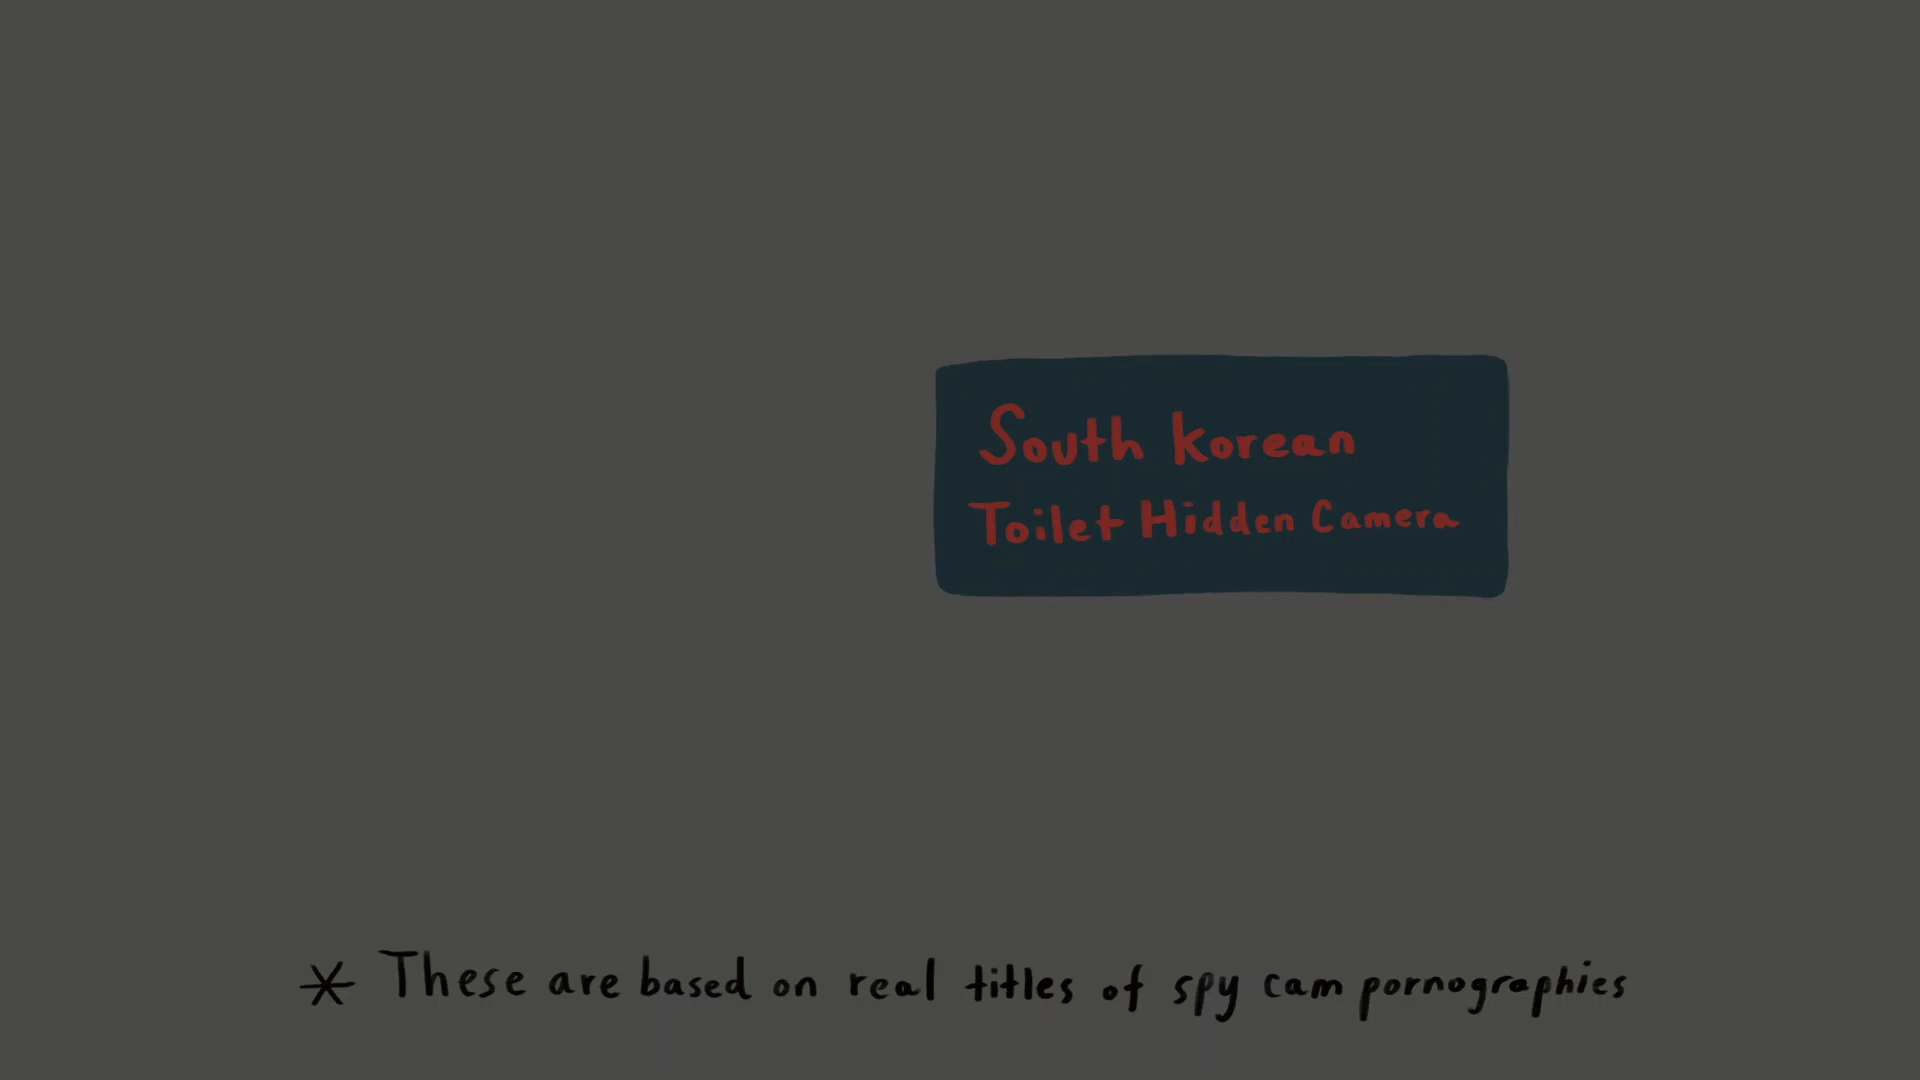 South Korean
Toilet Hidden Camera
* These are based on real titles of spy cam pornographies